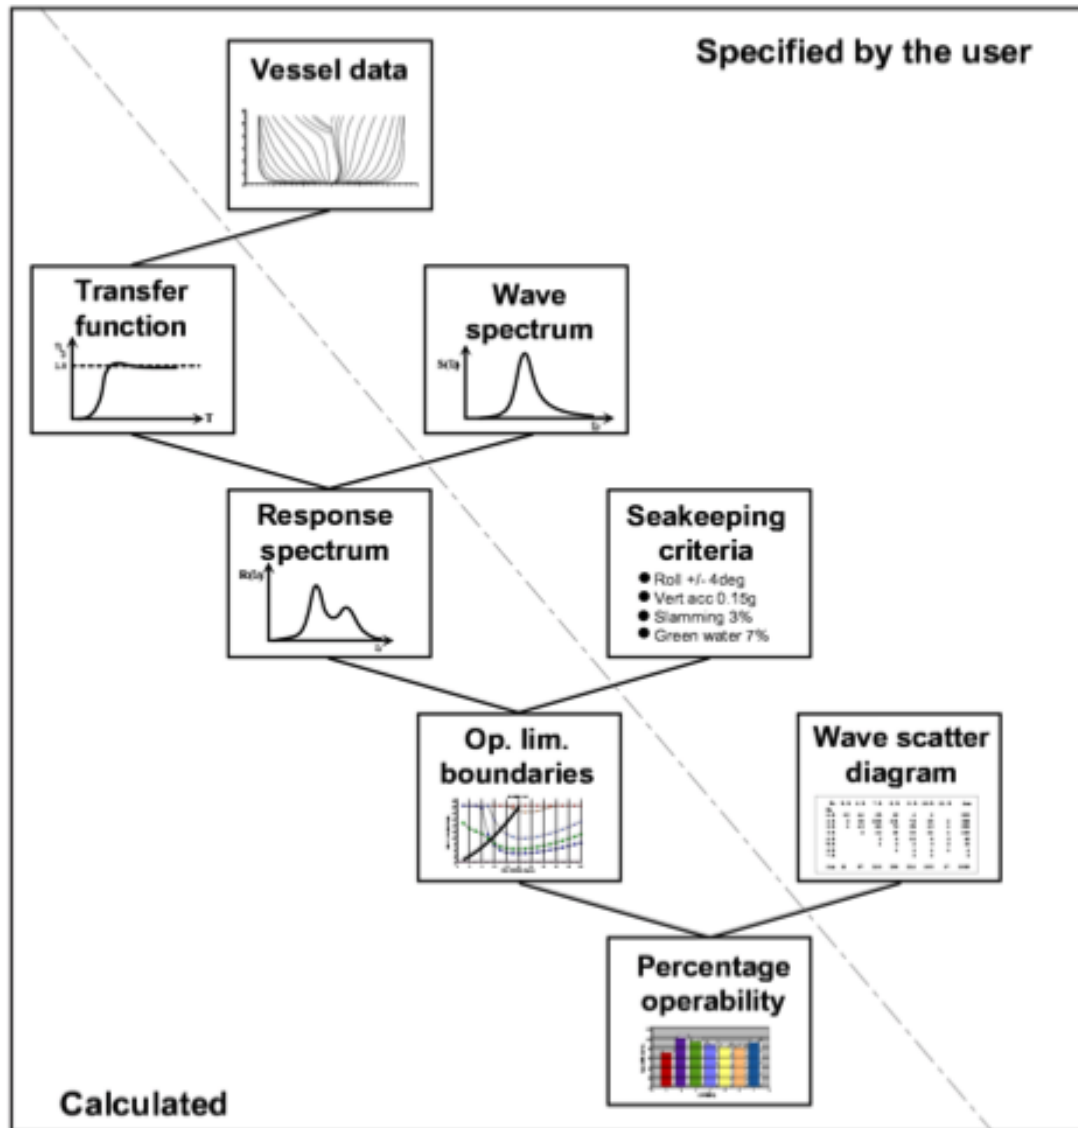 Specified by the user
Vessel data
Transfer
function
T
Wave
spectrum
Response
spectrum
Seakeeping
criteria
● Roll +/- 4deg
● Vert acc 0.15g
● Slamming 3%
● Green water 7%
Op. lim.
boundaries
Wave scatter
diagram
Percentage
operability
Calculated